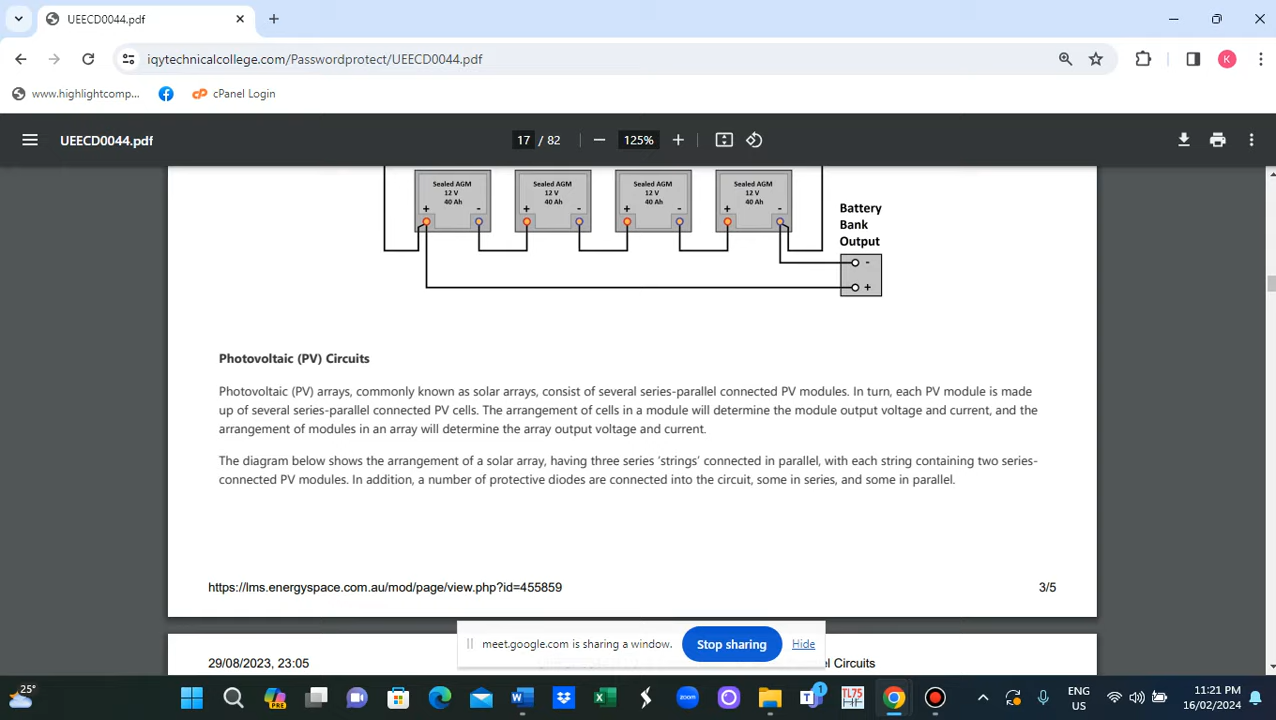 UEECD0044.pdf
iqytechnicalcollege.com/Passwordprotect/UEECD0044.pdf
K
www.highlightcomp...
cPanel Login
UEECD0044.pdf
17 / 82
125%
Sealed AGM Sealed AGM Sealed AGM Sealed AGM
12 V 12 V 12 V 12 V
40 Ah 40 Ah 40 Ah 40 Ah
+ - + - + - + -
Battery
Bank
Output
-
+
Photovoltaic (PV) Circuits
Photovoltaic (PV) arrays, commonly known as solar arrays, consist of several series-parallel connected PV modules. In turn, each PV module is made
up of several series-parallel connected PV cells. The arrangement of cells in a module will determine the module output voltage and current, and the
arrangement of modules in an array will determine the array output voltage and current.
The diagram below shows the arrangement of a solar array, having three series ‘strings’ connected in parallel, with each string containing two series-
connected PV modules. In addition, a number of protective diodes are connected into the circuit, some in series, and some in parallel.
https://lms.energyspace.com.au/mod/page/view.php?id=455859
3/5
meet.google.com is sharing a window.
Stop sharing
Hide
29/08/2023, 23:05
el Circuits
25°
PRE
zoom
1
TL75
ENG
US
11:21 PM
16/02/2024